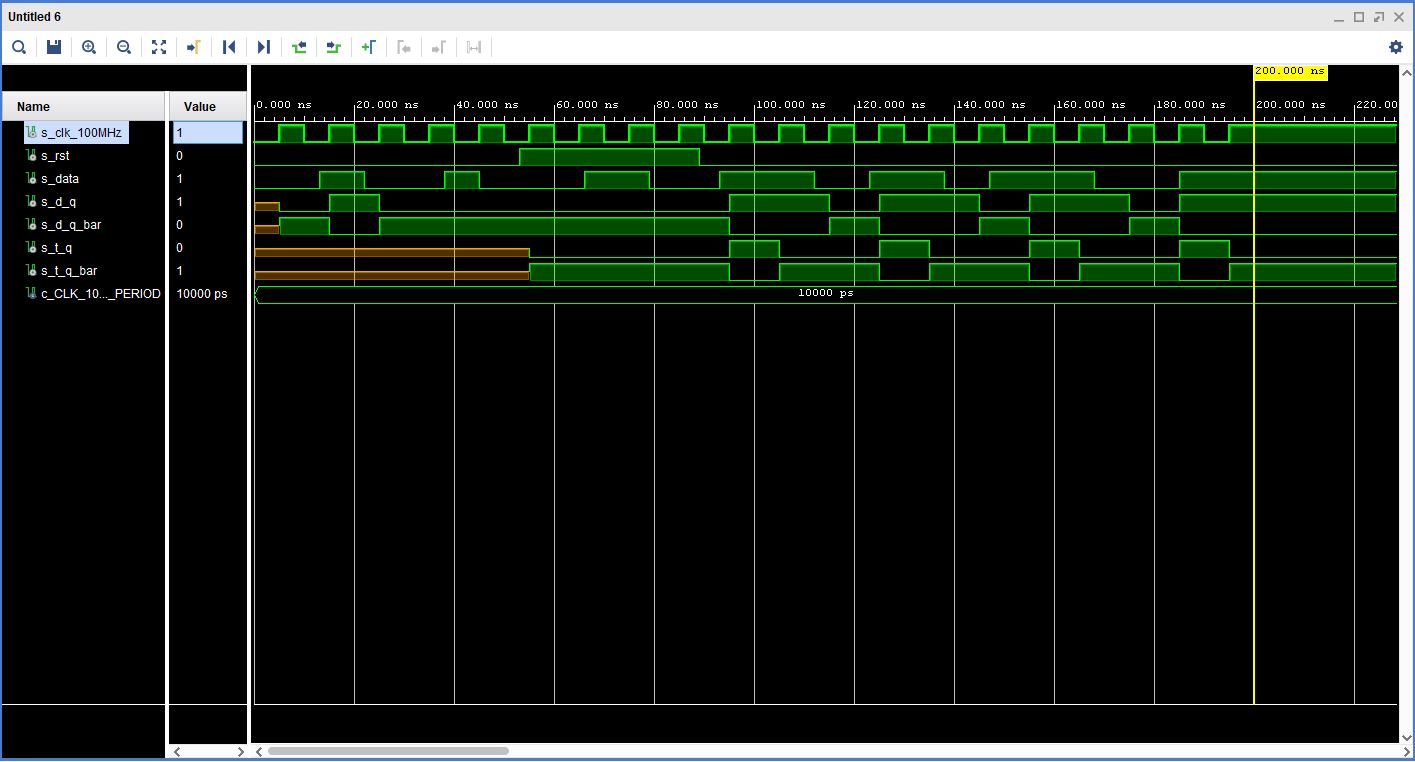 Untitled 6
200.000 ns
Name Value
0.000 ns 20.000 ns 40.000 ns 60.000 ns 80.000 ns 100.000 ns 120.000 ns 140.000 ns 160.000 ns 180.000 ns 200.000 ns 220.00
s_clk_100MHz 1
s_rst 0
s_data 1
s_d_q 1
s_d_q_bar 0
s_t_q 0
s_t_q_bar 1
c_CLK_10..._PERIOD 10000 ps 10000 ps